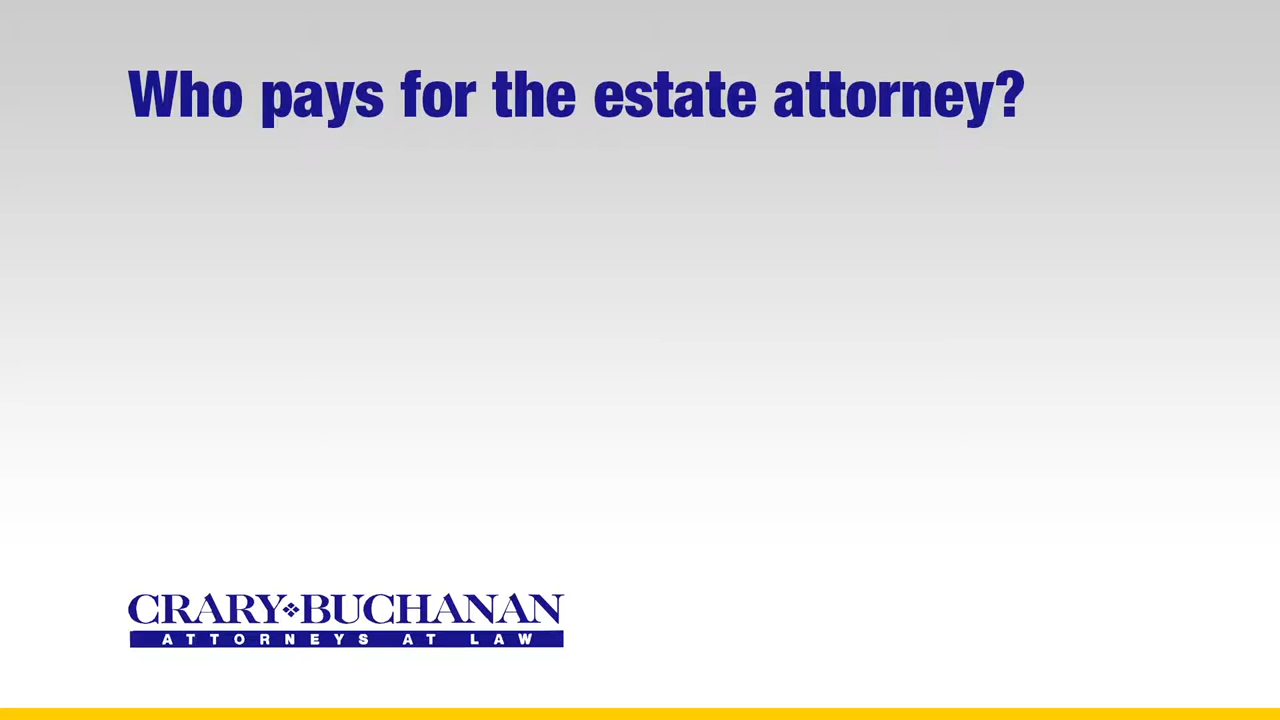 Who pays for the estate attorney?
CRARY❖BUCHANAN
ATTORNEYS AT LAW